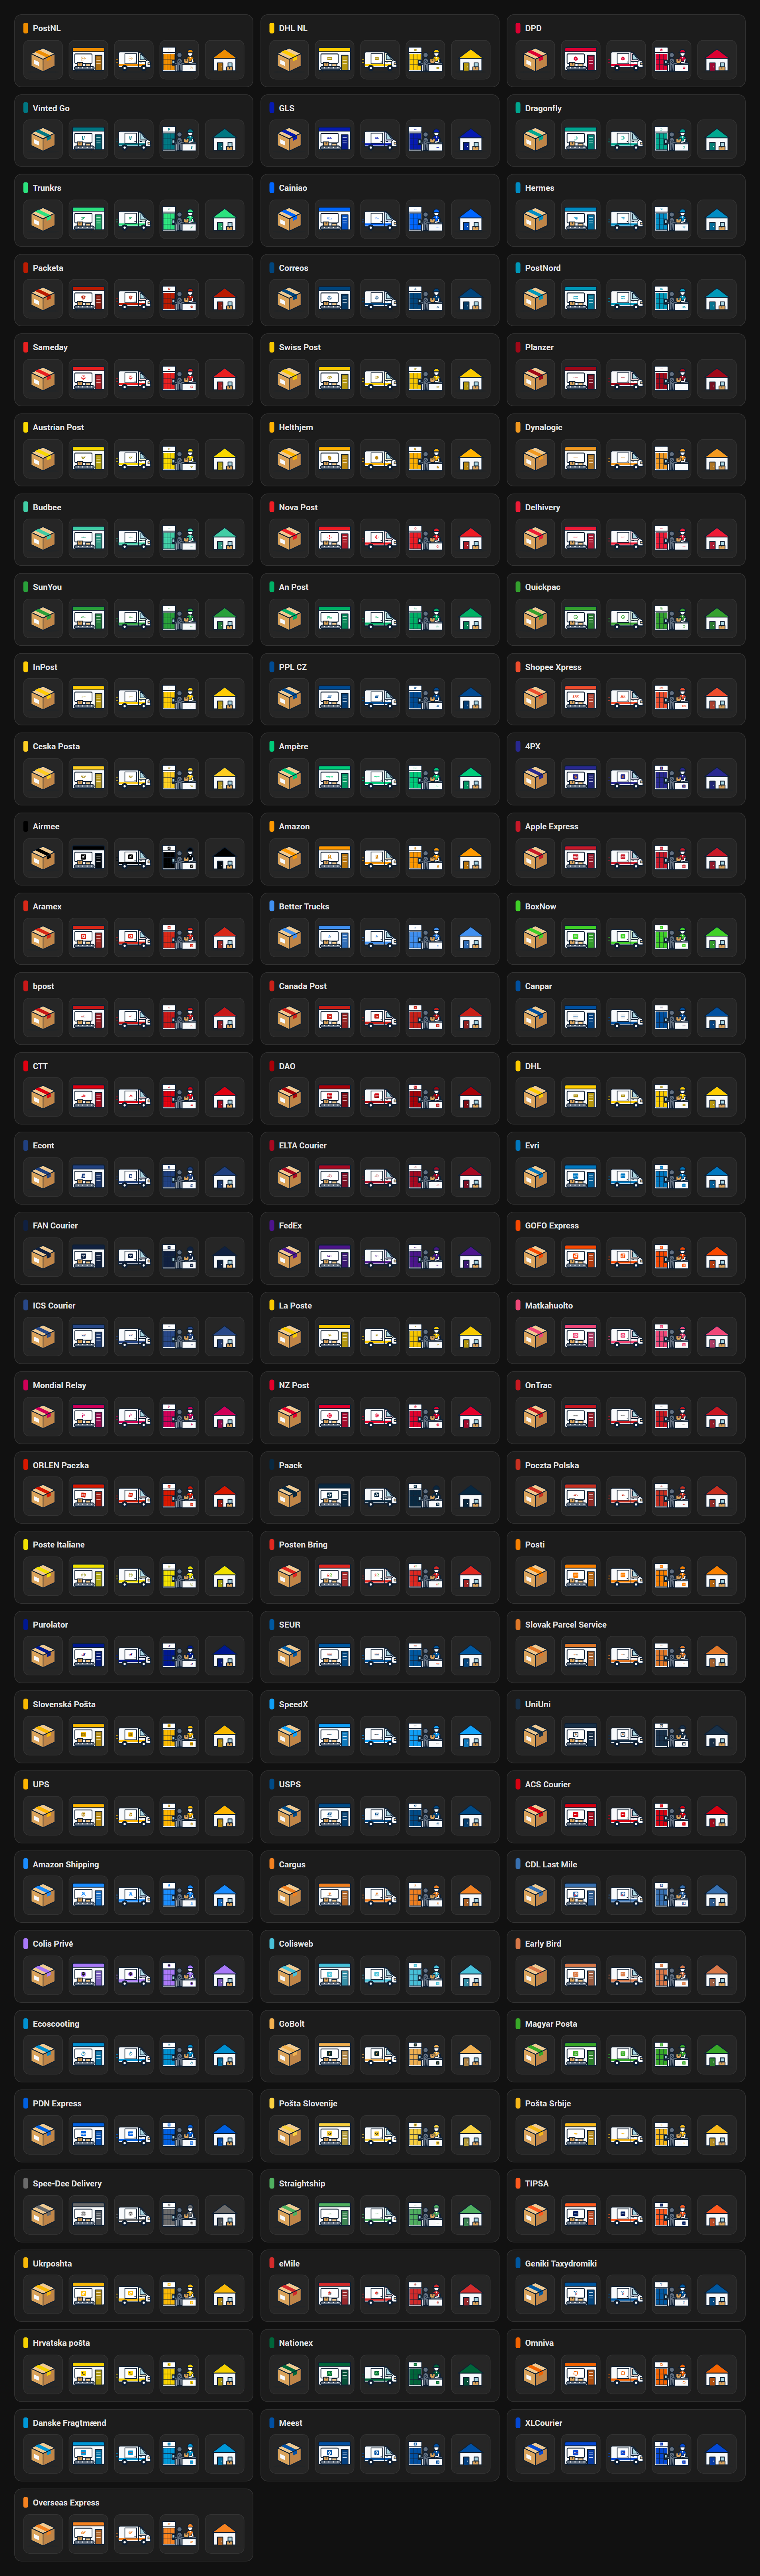 PostNL
DHL NL
DPD
Vinted Go
GLS
Dragonfly
Trunkrs
Cainiao
Hermes
Packeta
Correos
PostNord
Sameday
Swiss Post
Planzer
Austrian Post
Helthjem
Dynalogic
Budbee
Nova Post
Delhivery
SunYou
An Post
Quickpac
InPost
PPL CZ
Shopee Xpress
Ceska Posta
Ampère
4PX
Airmee
Amazon
Apple Express
Aramex
Better Trucks
BoxNow
bpost
Canada Post
Canpar
CTT
DAO
DHL
Econt
ELTA Courier
Evri
FAN Courier
FedEx
GOFO Express
ICS Courier
La Poste
Matkahuolto
Mondial Relay
NZ Post
OnTrac
ORLEN Paczka
Paack
Poczta Polska
Poste Italiane
Posten Bring
Posti
Purolator
SEUR
Slovak Parcel Service
Slovenská Pošta
SpeedX
UniUni
UPS
USPS
ACS Courier
Amazon Shipping
Cargus
CDL Last Mile
Colis Privé
Colisweb
Early Bird
Ecoscooting
GoBolt
Magyar Posta
PDN Express
Pošta Slovenije
Pošta Srbije
Spee-Dee Delivery
Straightship
TIPSA
Ukrposhta
eMile
Geniki Taxydromiki
Hrvatska pošta
Nationex
Omniva
Danske Fragtmænd
Meest
XLCourier
Overseas Express